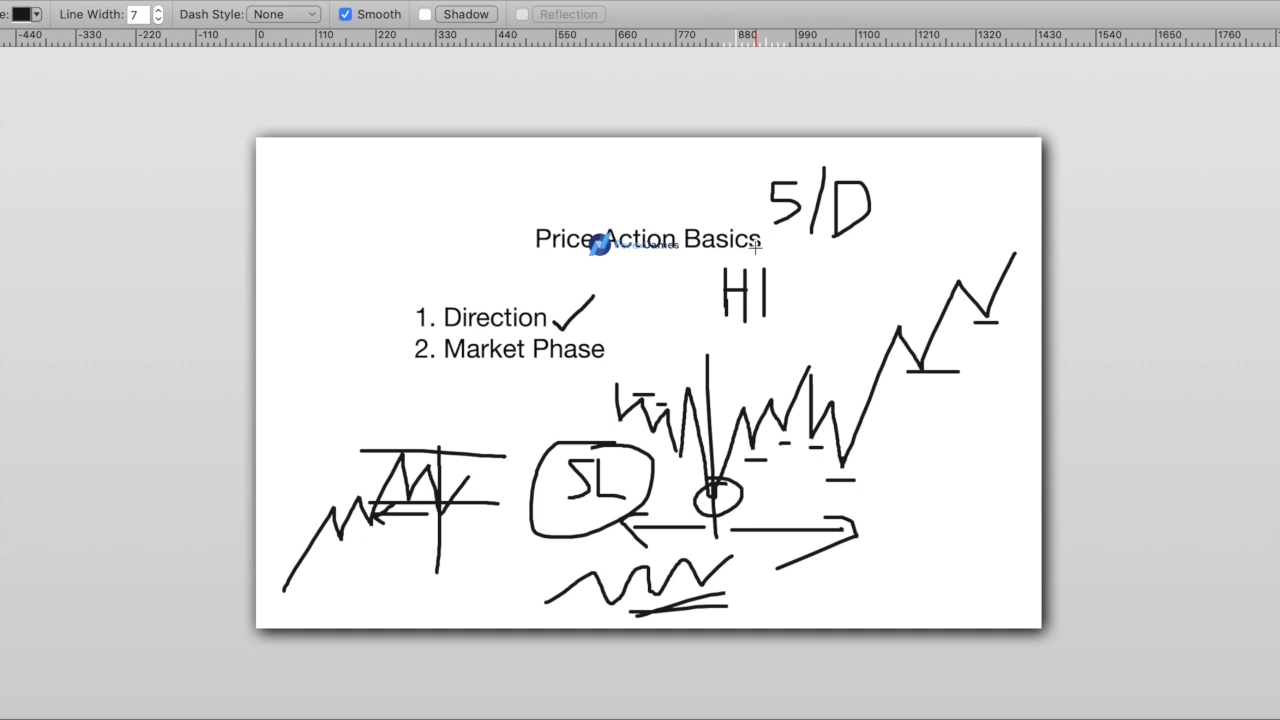 Line Width: 7 Dash Style: None Smooth Shadow Reflection
-440 -330 -220 -110 0 110 220 330 440 550 660 770 880 990 1100 1210 1320 1430 1540 1650 1760
S/D
Price Action Basics
HI
1. Direction
2. Market Phase
SL